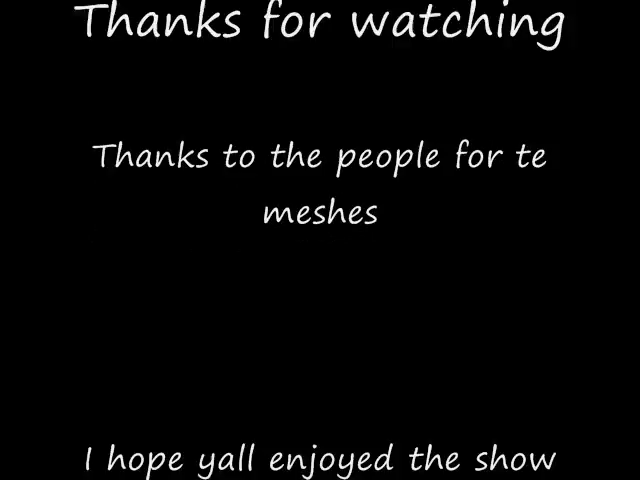 Thanks for watching
Thanks to the people for te
meshes
I hope yall enjoyed the show